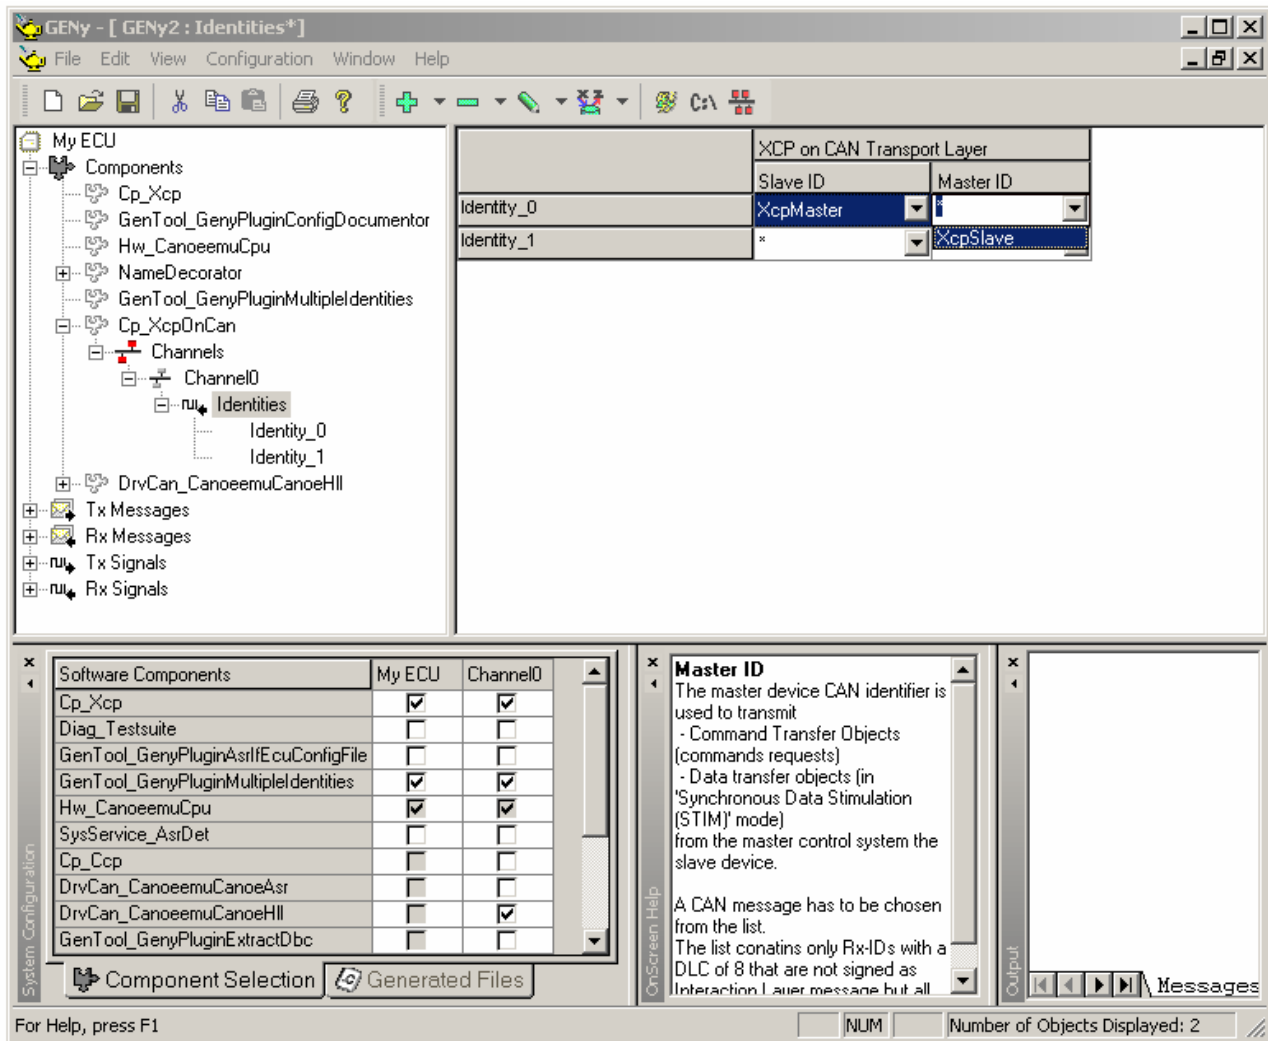 GENy - [ GENy2 : Identities*]
File Edit View Configuration Window Help
C:\
My ECU
Components
Cp_Xcp
GenTool_GenyPluginConfigDocumentor
Hw_CanoeemuCpu
NameDecorator
GenTool_GenyPluginMultipleIdentities
Cp_XcpOnCan
Channels
Channel0
Identities
Identity_0
Identity_1
DrvCan_CanoeemuCanoeHll
Tx Messages
Rx Messages
Tx Signals
Rx Signals
XCP on CAN Transport Layer
Slave ID Master ID
Identity_0 XcpMaster *
Identity_1 * XcpSlave
System Configuration
Software Components My ECU Channel0
Cp_Xcp
Diag_Testsuite
GenTool_GenyPluginAsrIfEcuConfigFile
GenTool_GenyPluginMultipleIdentities
Hw_CanoeemuCpu
SysService_AsrDet
Cp_Ccp
DrvCan_CanoeemuCanoeAsr
DrvCan_CanoeemuCanoeHll
GenTool_GenyPluginExtractDbc
Component Selection Generated Files
OnScreen Help
Master ID
The master device CAN identifier is
used to transmit
- Command Transfer Objects
(commands requests)
- Data transfer objects (in
'Synchronous Data Stimulation
(STIM)' mode)
from the master control system the
slave device.
A CAN message has to be chosen
from the list.
The list conatins only Rx-IDs with a
DLC of 8 that are not signed as
Interaction Layer message but all
Output
Messages
For Help, press F1
NUM
Number of Objects Displayed: 2